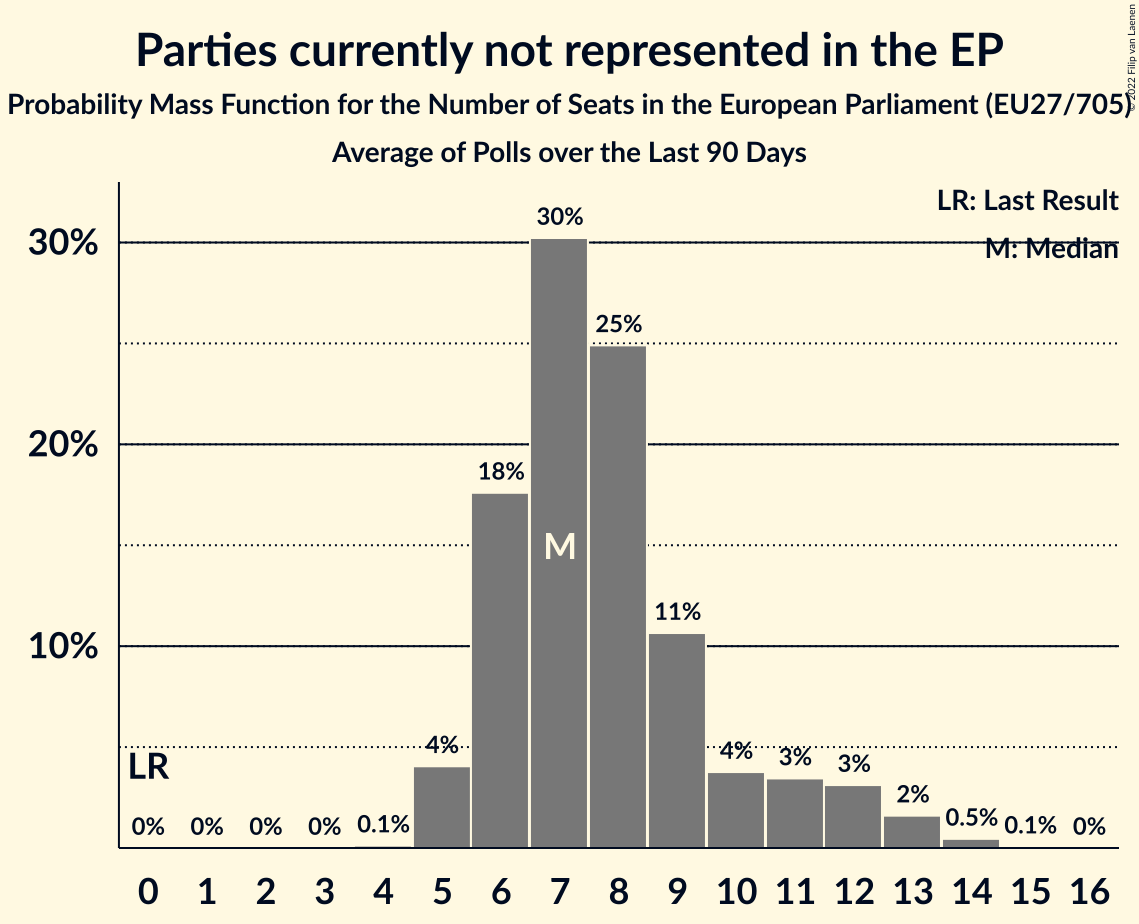 Parties currently not represented in the EP
Probability Mass Function for the Number of Seats in the European Parliament (EU27/705)
Average of Polls over the Last 90 Days
© 2022 Filip van Laenen
LR: Last Result
M: Median
30%
20%
10%
30%
25%
18%
M
11%
4%
4%
3%
3%
2%
LR
0%
0%
0%
0%
0.1%
0.5%
0.1%
0%
0 1 2 3 4 5 6 7 8 9 10 11 12 13 14 15 16